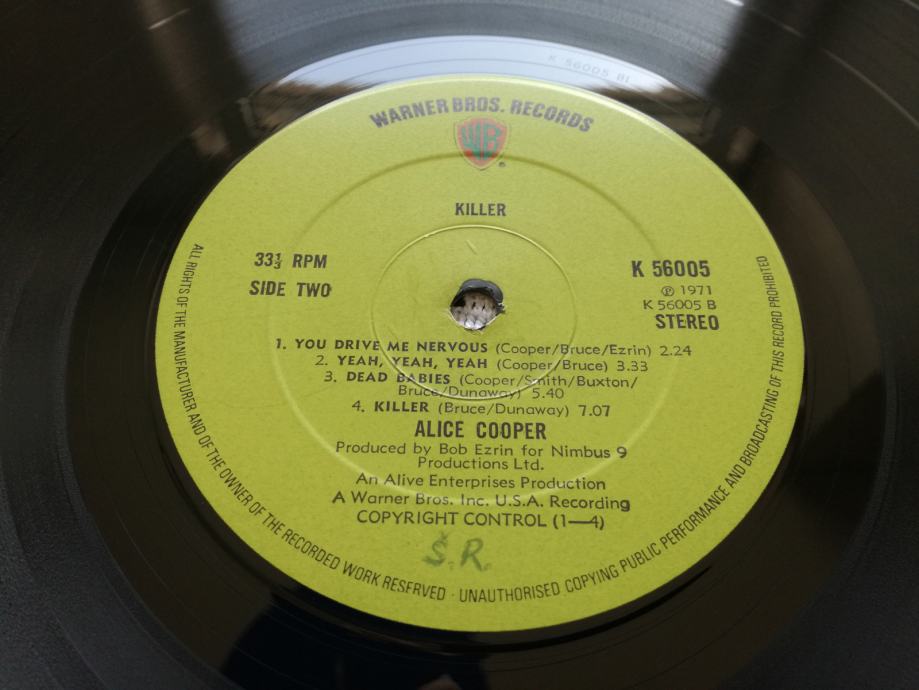 K 56005 B1
WARNER BROS. RECORDS
WB
KILLER
33⅓ RPM
SIDE TWO
K 56005
℗ 1971
K 56005 B
STEREO
1. YOU DRIVE ME NERVOUS (Cooper/Bruce/Ezrin) 2.24
2. YEAH, YEAH, YEAH (Cooper/Bruce) 3.33
3. DEAD BABIES (Cooper/Smith/Buxton/
Bruce/Dunaway) 5.40
4. KILLER (Bruce/Dunaway) 7.07
ALICE COOPER
Produced by Bob Ezrin for Nimbus 9
Productions Ltd.
An Alive Enterprises Production
A Warner Bros. Inc. U.S.A. Recording
COPYRIGHT CONTROL (1—4)
S.R.
ALL RIGHTS OF THE MANUFACTURER AND OF THE OWNER OF THE RECORDED WORK RESERVED · UNAUTHORISED COPYING PUBLIC PERFORMANCE AND BROADCASTING OF THIS RECORD PROHIBITED